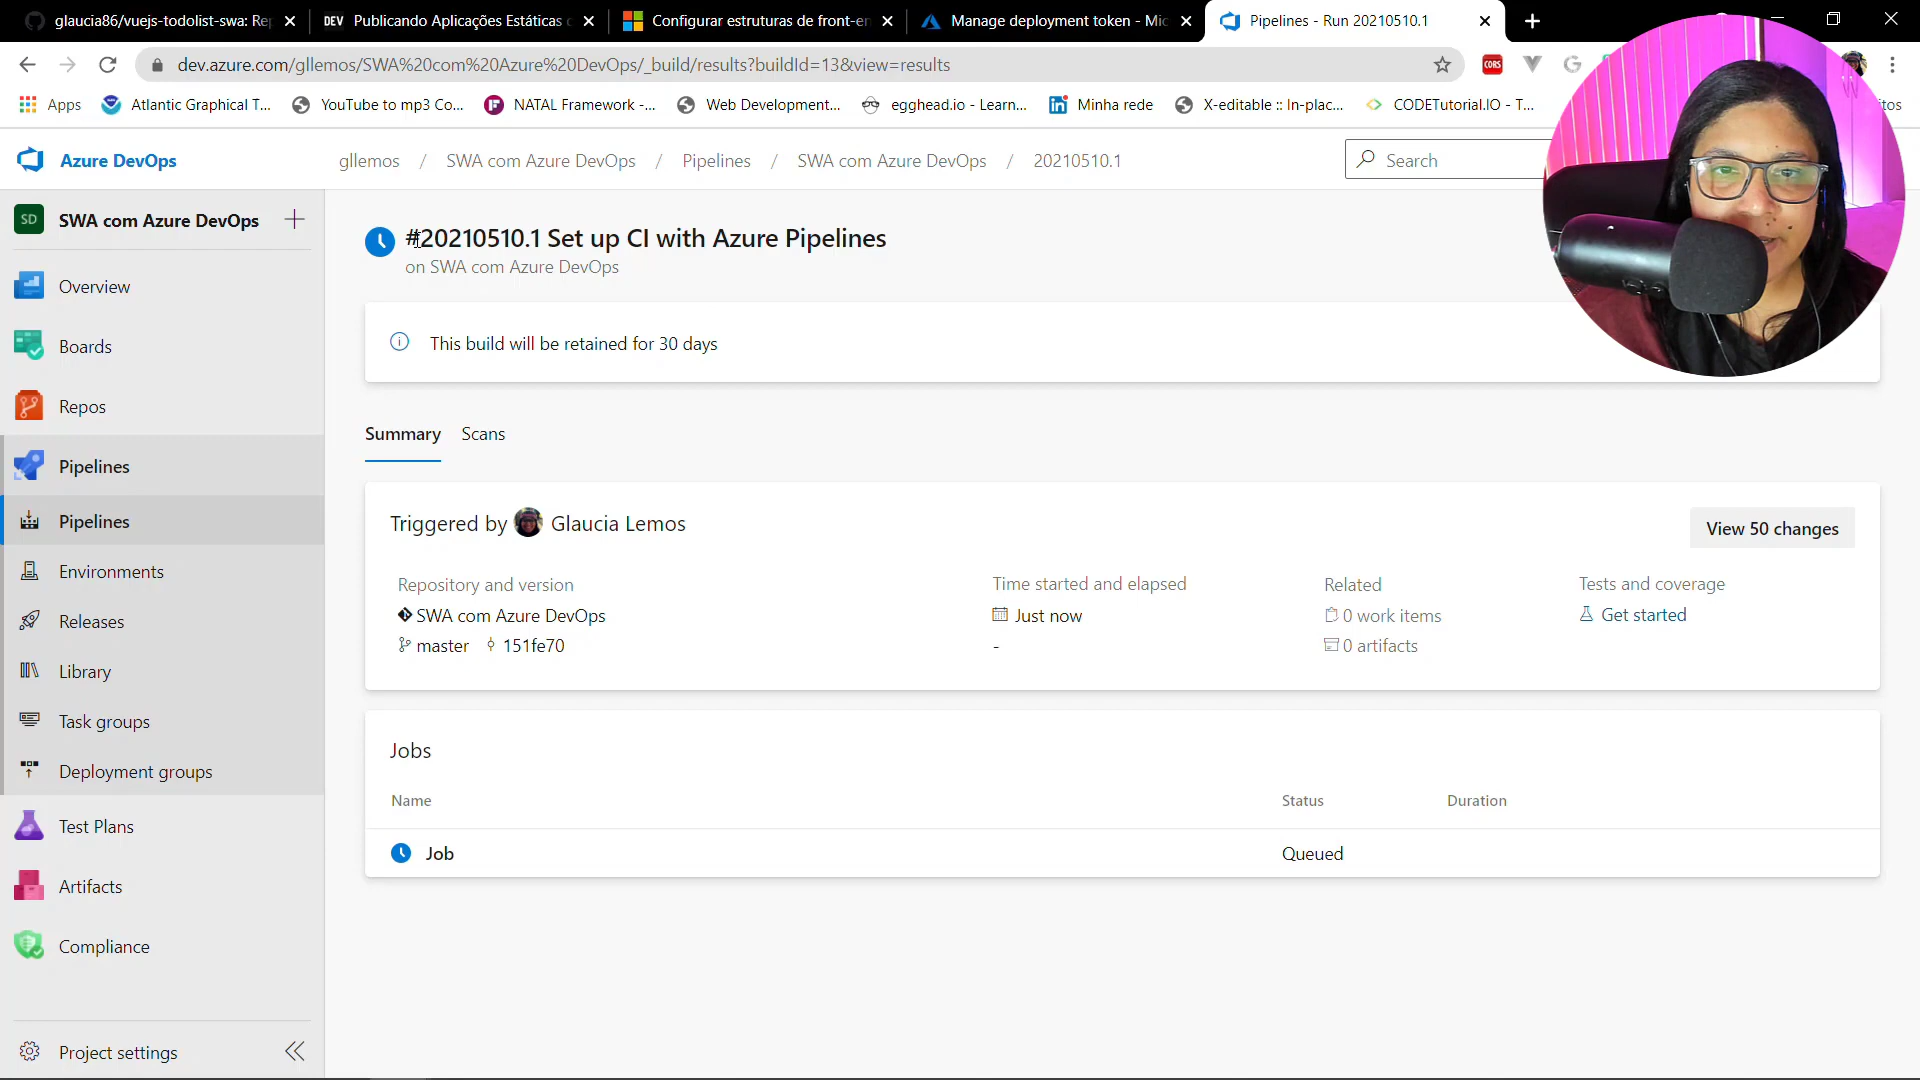 glaucia86/vuejs-todolist-swa: Rep
DEV Publicando Aplicações Estáticas c
Configurar estruturas de front-en
Manage deployment token - Mic
Pipelines - Run 20210510.1
dev.azure.com/gllemos/SWA%20com%20Azure%20DevOps/_build/results?buildId=13&view=results
CORS
Apps
Atlantic Graphical T...
YouTube to mp3 Co...
NATAL Framework -...
Web Development...
egghead.io - Learn...
Minha rede
X-editable :: In-plac...
CODETutorial.IO - T...
itos
Azure DevOps
gllemos / SWA com Azure DevOps / Pipelines / SWA com Azure DevOps / 20210510.1
Search
SD SWA com Azure DevOps
Overview
Boards
Repos
Pipelines
Pipelines
Environments
Releases
Library
Task groups
Deployment groups
Test Plans
Artifacts
Compliance
Project settings
#20210510.1 Set up CI with Azure Pipelines
on SWA com Azure DevOps
This build will be retained for 30 days
Summary Scans
Triggered by Glaucia Lemos
View 50 changes
Repository and version
SWA com Azure DevOps
master 151fe70
Time started and elapsed
Just now
-
Related
0 work items
0 artifacts
Tests and coverage
Get started
Jobs
Name Status Duration
Job Queued